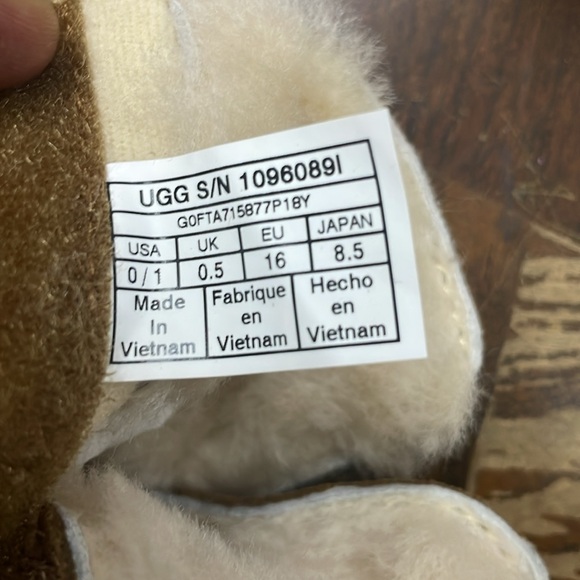 UGG S/N 1096089I
G0FTA715877P18Y
USA UK EU JAPAN
0 / 1 0.5 16 8.5
Made Fabrique Hecho
In en en
Vietnam Vietnam Vietnam